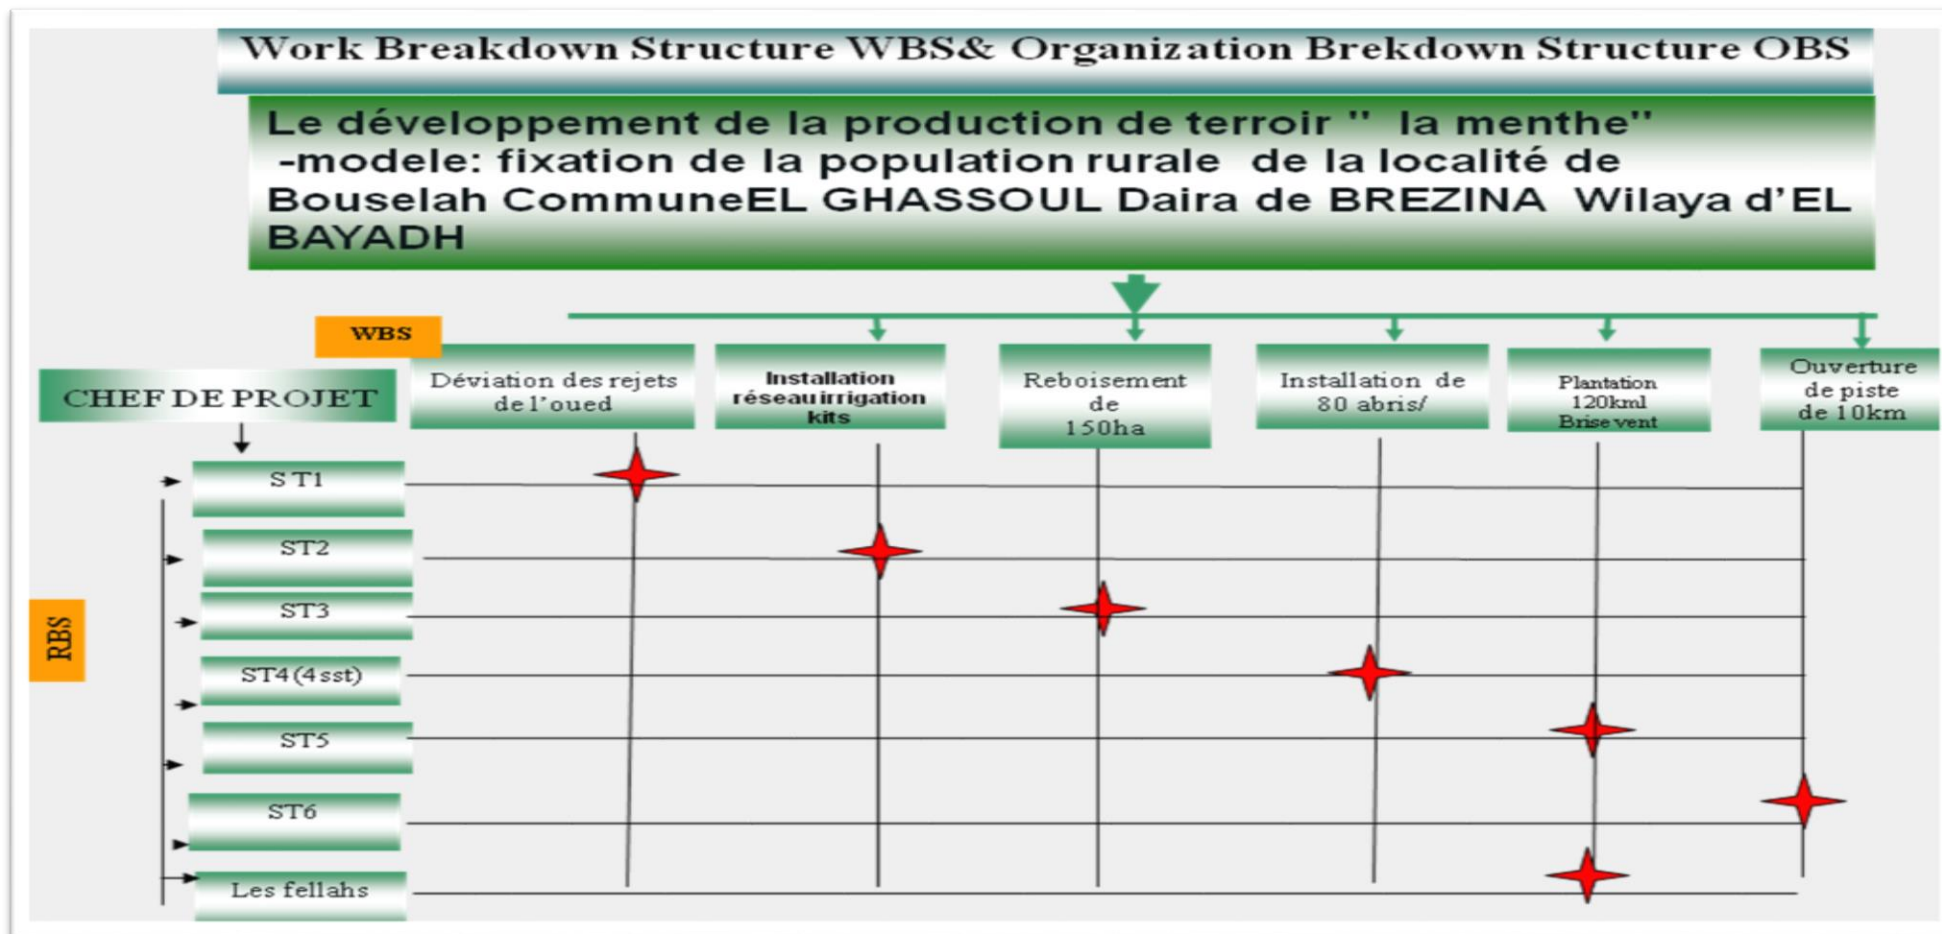 Work Breakdown Structure WBS& Organization Brekdown Structure OBS
Le développement de la production de terroir " la menthe"
-modele: fixation de la population rurale de la localité de
Bouselah CommuneEL GHASSOUL Daira de BREZINA Wilaya d'EL
BAYADH
WBS
CHEF DE PROJET
Déviation des rejets
de l'oued
Installation
réseau irrigation
kits
Reboisement
de
150ha
Installation de
80 abris/
Plantation
120kml
Brise vent
Ouverture
de piste
de 10km
RBS
S T1
ST2
ST3
ST4(4sst)
ST5
ST6
Les fellahs